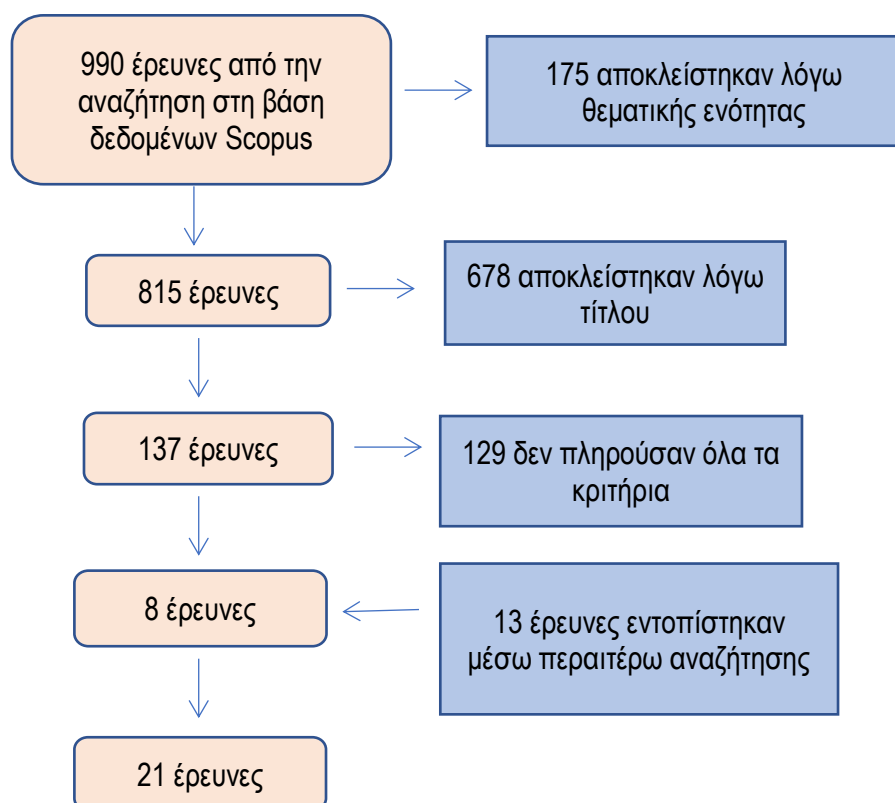 990 έρευνες από την
αναζήτηση στη βάση
δεδομένων Scopus
175 αποκλείστηκαν λόγω
θεματικής ενότητας
815 έρευνες
678 αποκλείστηκαν λόγω
τίτλου
137 έρευνες
129 δεν πληρούσαν όλα τα
κριτήρια
8 έρευνες
13 έρευνες εντοπίστηκαν
μέσω περαιτέρω αναζήτησης
21 έρευνες